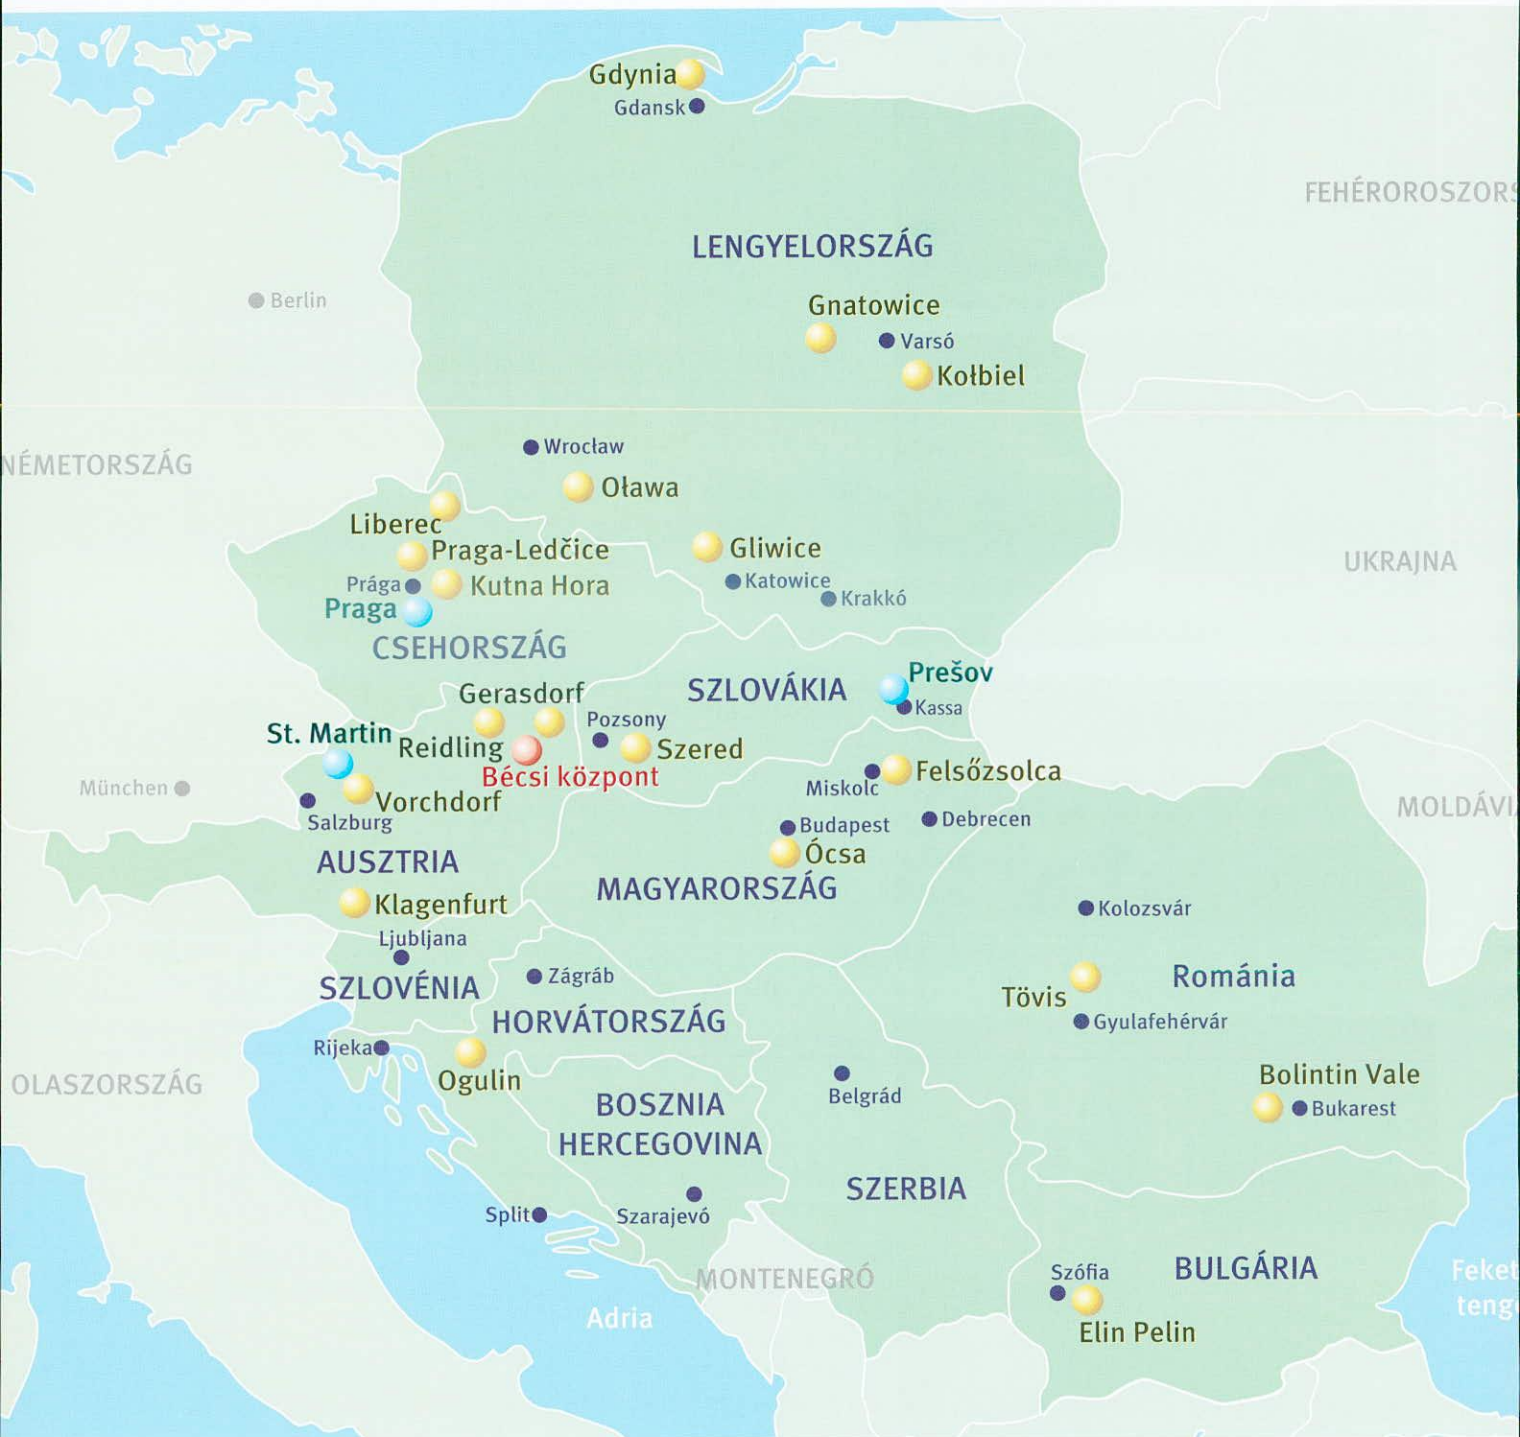 Gdynia
Gdansk
FEHÉROROSZORS
LENGYELORSZÁG
Berlin
Gnatowice
Varsó
Kołbiel
Wrocław
NÉMETORSZÁG
Oława
Liberec
Praga-Ledčice
Gliwice
UKRAJNA
Prága
Kutna Hora
Katowice
Krakkó
Praga
CSEHORSZÁG
Prešov
SZLOVÁKIA
Gerasdorf
Kassa
Pozsony
St. Martin
Reidling
Szered
Bécsi központ
Felsőzsolca
München
Miskolc
Vorchdorf
MOLDÁVI
Salzburg
Budapest
Debrecen
Ócsa
AUSZTRIA
MAGYARORSZÁG
Klagenfurt
Kolozsvár
Ljubljana
Zágráb
Románia
SZLOVÉNIA
Tövis
HORVÁTORSZÁG
Gyulafehérvár
Rijeka
Ogulin
OLASZORSZÁG
Bolintin Vale
Belgrád
BOSZNIA
HERCEGOVINA
Bukarest
SZERBIA
Split
Szarajevó
MONTENEGRÓ
Szófia
BULGÁRIA
Feket
teng
Adria
Elin Pelin